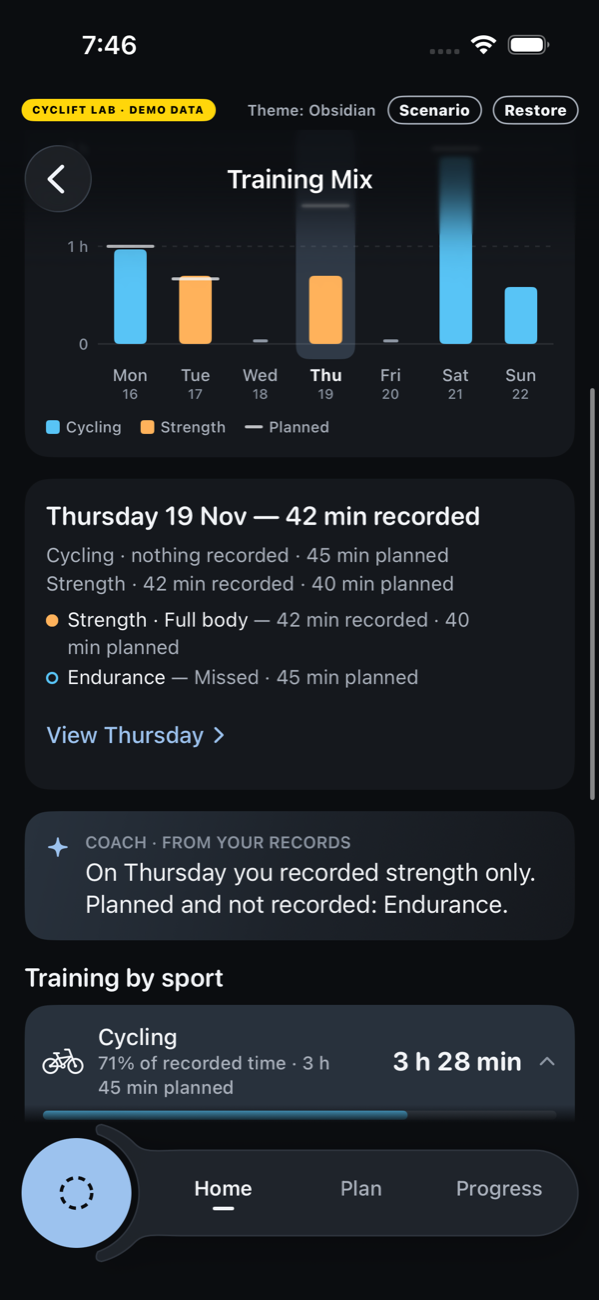 7:46
CYCLIFT LAB · DEMO DATA
Theme: Obsidian
Scenario
Restore
Training Mix
1 h
0
Mon
Tue
Wed
Thu
Fri
Sat
Sun
16
17
18
19
20
21
22
Cycling
Strength
Planned
Thursday 19 Nov — 42 min recorded
Cycling · nothing recorded · 45 min planned
Strength · 42 min recorded · 40 min planned
Strength · Full body — 42 min recorded · 40
min planned
Endurance — Missed · 45 min planned
View Thursday
COACH · FROM YOUR RECORDS
On Thursday you recorded strength only.
Planned and not recorded: Endurance.
Training by sport
Cycling
71% of recorded time · 3 h
45 min planned
3 h 28 min
Home
Plan
Progress